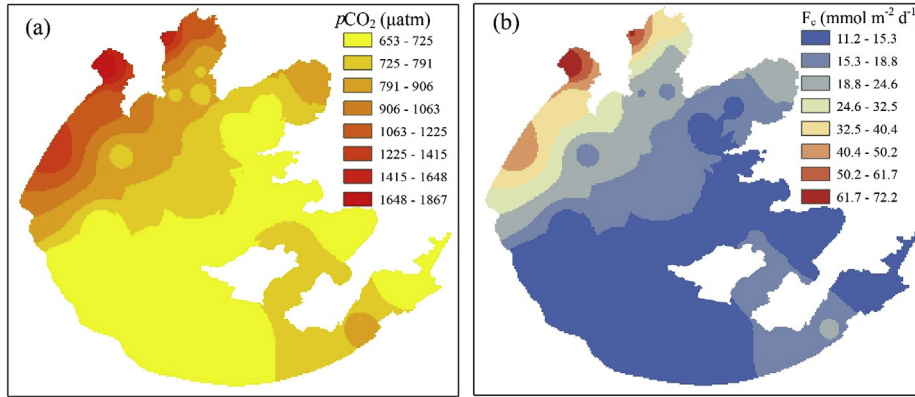 (a)
pCO₂ (µatm)
653 - 725
725 - 791
791 - 906
906 - 1063
1063 - 1225
1225 - 1415
1415 - 1648
1648 - 1867
(b)
F꜀ (mmol m⁻² d⁻¹)
11.2 - 15.3
15.3 - 18.8
18.8 - 24.6
24.6 - 32.5
32.5 - 40.4
40.4 - 50.2
50.2 - 61.7
61.7 - 72.2